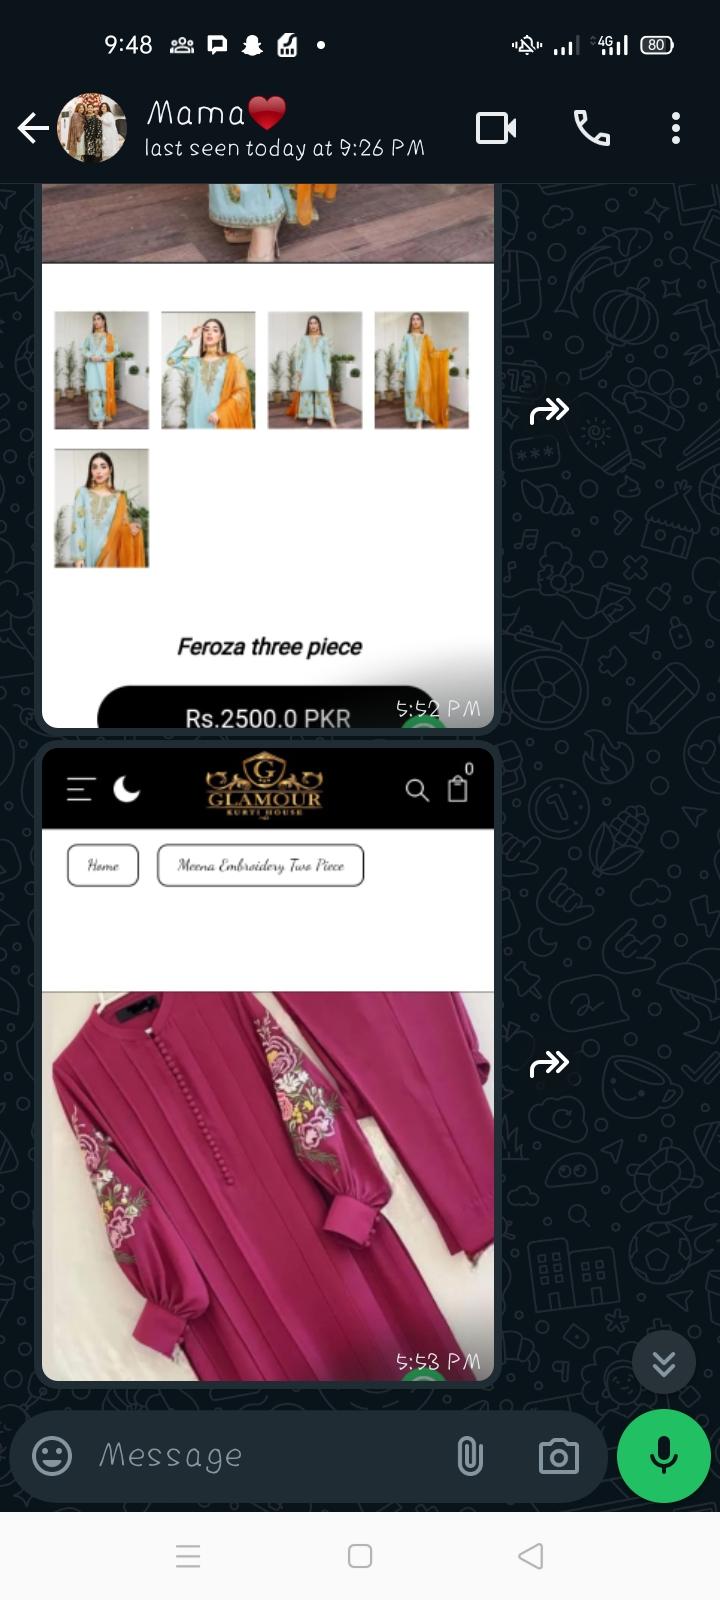 9:48
4G
80
Mama❤️
last seen today at 9:26 PM
Feroza three piece
Rs.2500.0 PKR
5:52 PM
G
GLAMOUR
KURTI HOUSE
0
Home
Meena Embroidery Two Piece
5:53 PM
Message